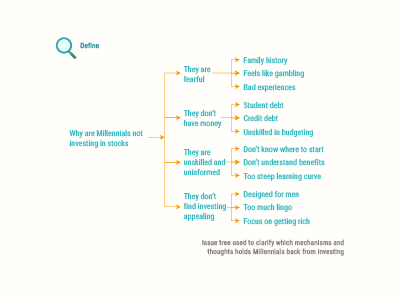 Define
Why are Millennials not
investing in stocks
They are
fearful
Family history
Feels like gambling
Bad experiences
They don't
have money
Student debt
Credit debt
Unskilled in budgeting
They are
unskilled and
uninformed
Don't know where to start
Don't understand benefits
Too steep learning curve
They don't
find investing
appealing
Designed for men
Too much lingo
Focus on getting rich
Issue tree used to clarify which mechanisms and
thoughts holds Millennials back from investing